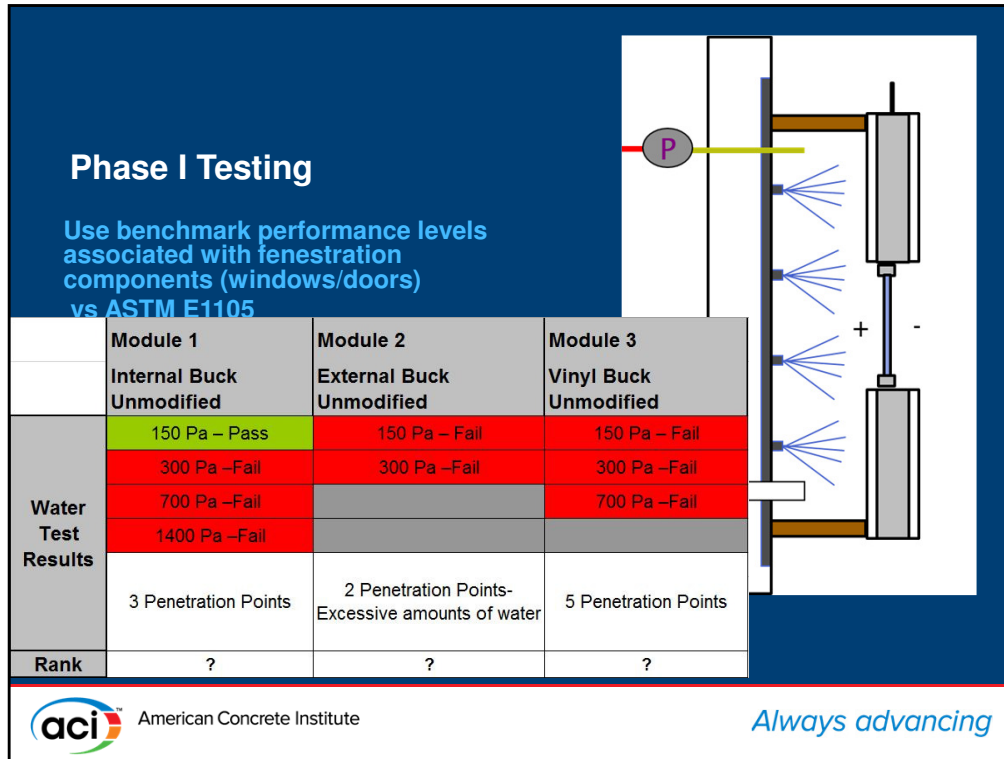 Phase I Testing
Use benchmark performance levels
associated with fenestration
components (windows/doors)
vs ASTM E1105
P
+ -
Module 1 Module 2 Module 3
Internal Buck External Buck Vinyl Buck
Unmodified Unmodified Unmodified
150 Pa – Pass 150 Pa – Fail 150 Pa – Fail
300 Pa –Fail 300 Pa –Fail 300 Pa –Fail
Water
Test
Results
700 Pa –Fail 700 Pa –Fail
1400 Pa –Fail
3 Penetration Points
2 Penetration Points-
Excessive amounts of water
5 Penetration Points
Rank ? ? ?
aci™ American Concrete Institute
Always advancing